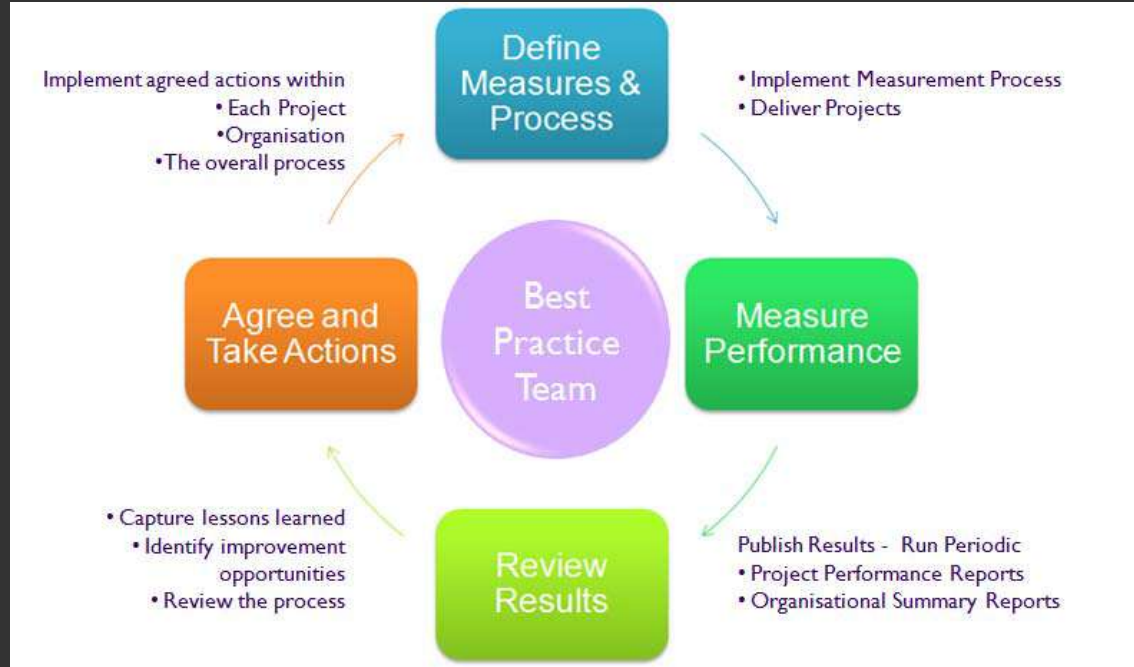 Define
Measures &
Process
Implement agreed actions within
• Each Project
•Organisation
•The overall process
• Implement Measurement Process
• Deliver Projects
Agree and
Take Actions
Best
Practice
Team
Measure
Performance
• Capture lessons learned
• Identify improvement
opportunities
• Review the process
Review
Results
Publish Results - Run Periodic
• Project Performance Reports
• Organisational Summary Reports